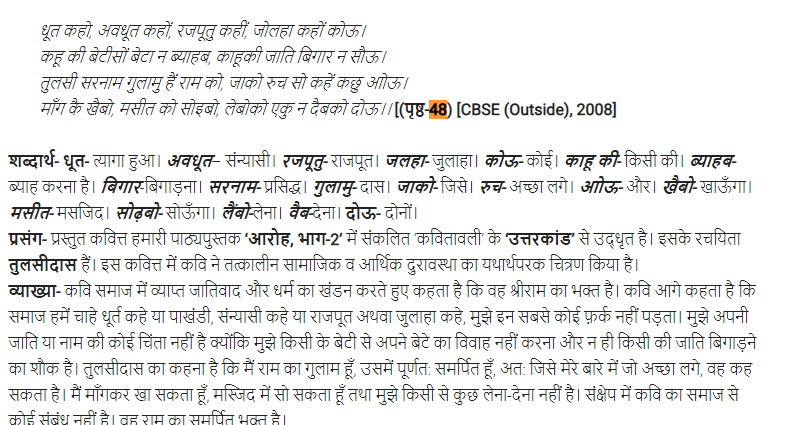 धूत कहो, अवधूत कहों, रजपूतु कहीं, जोलहा कहों कोऊ।
कहू की बेटीसों बेटा न ब्याहब, काहूकी जाति बिगार न सौऊ।
तुलसी सरनाम गुलामु हैं राम को, जाको रुच सो कहें कछु ओऊ।
माँग कै खैबो, मसीत को सोइबो, लेबोको एकु न दैबको दोऊ।। [(पृष्ठ-48) [CBSE (Outside), 2008]
शब्दार्थ- धूत- त्यागा हुआ। अवधूत– संन्यासी। रजपूतु- राजपूत। जलहा- जुलाहा। कोऊ- कोई। काहू की- किसी की। ब्याहब-
ब्याह करना है। बिगार-बिगाड़ना। सरनाम- प्रसिद्ध। गुलामु- दास। जाको- जिसे। रुच- अच्छा लगे। आोऊ- और। खैबो- खाऊँगा।
मसीत- मसजिद। सोढ़बो- सोऊँगा। लैंबो-लेना। वैब-देना। दोऊ- दोनों।
प्रसंग- प्रस्तुत कवित्त हमारी पाठ्यपुस्तक ‘आरोह, भाग-2’ में संकलित ‘कवितावली’ के ‘उत्तरकांड’ से उद्धृत है। इसके रचयिता
तुलसीदास हैं। इस कवित्त में कवि ने तत्कालीन सामाजिक व आर्थिक दुरावस्था का यथार्थपरक चित्रण किया है।
व्याख्या- कवि समाज में व्याप्त जातिवाद और धर्म का खंडन करते हुए कहता है कि वह श्रीराम का भक्त है। कवि आगे कहता है कि
समाज हमें चाहे धूर्त कहे या पाखंडी, संन्यासी कहे या राजपूत अथवा जुलाहा कहे, मुझे इन सबसे कोई फ़र्क नहीं पड़ता। मुझे अपनी
जाति या नाम की कोई चिंता नहीं है क्योंकि मुझे किसी के बेटी से अपने बेटे का विवाह नहीं करना और न ही किसी की जाति बिगाड़ने
का शौक है। तुलसीदास का कहना है कि मैं राम का गुलाम हूँ, उसमें पूर्णत: समर्पित हूँ, अत: जिसे मेरे बारे में जो अच्छा लगे, वह कह
सकता है। मैं माँगकर खा सकता हूँ, मस्जिद में सो सकता हूँ तथा मुझे किसी से कुछ लेना-देना नहीं है। संक्षेप में कवि का समाज से
कोई संबंध नहीं है। वह राम का समर्पित भक्त है।